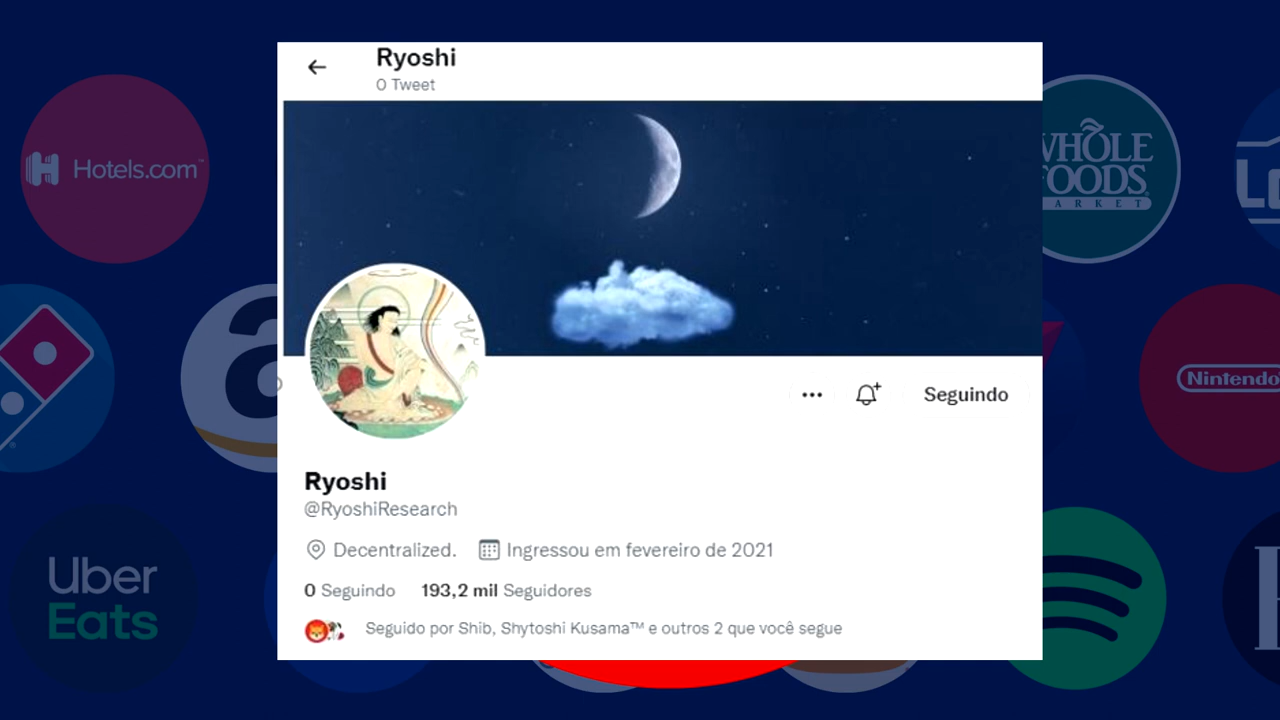 Ryoshi
0 Tweet
Hotels.com™
WHOLE
FOODS
MARKET
Seguindo
Nintendo
Ryoshi
@RyoshiResearch
Decentralized.
Ingressou em fevereiro de 2021
0 Seguindo
193,2 mil Seguidores
Seguido por Shib, Shytoshi Kusama™ e outros 2 que você segue
Uber
Eats